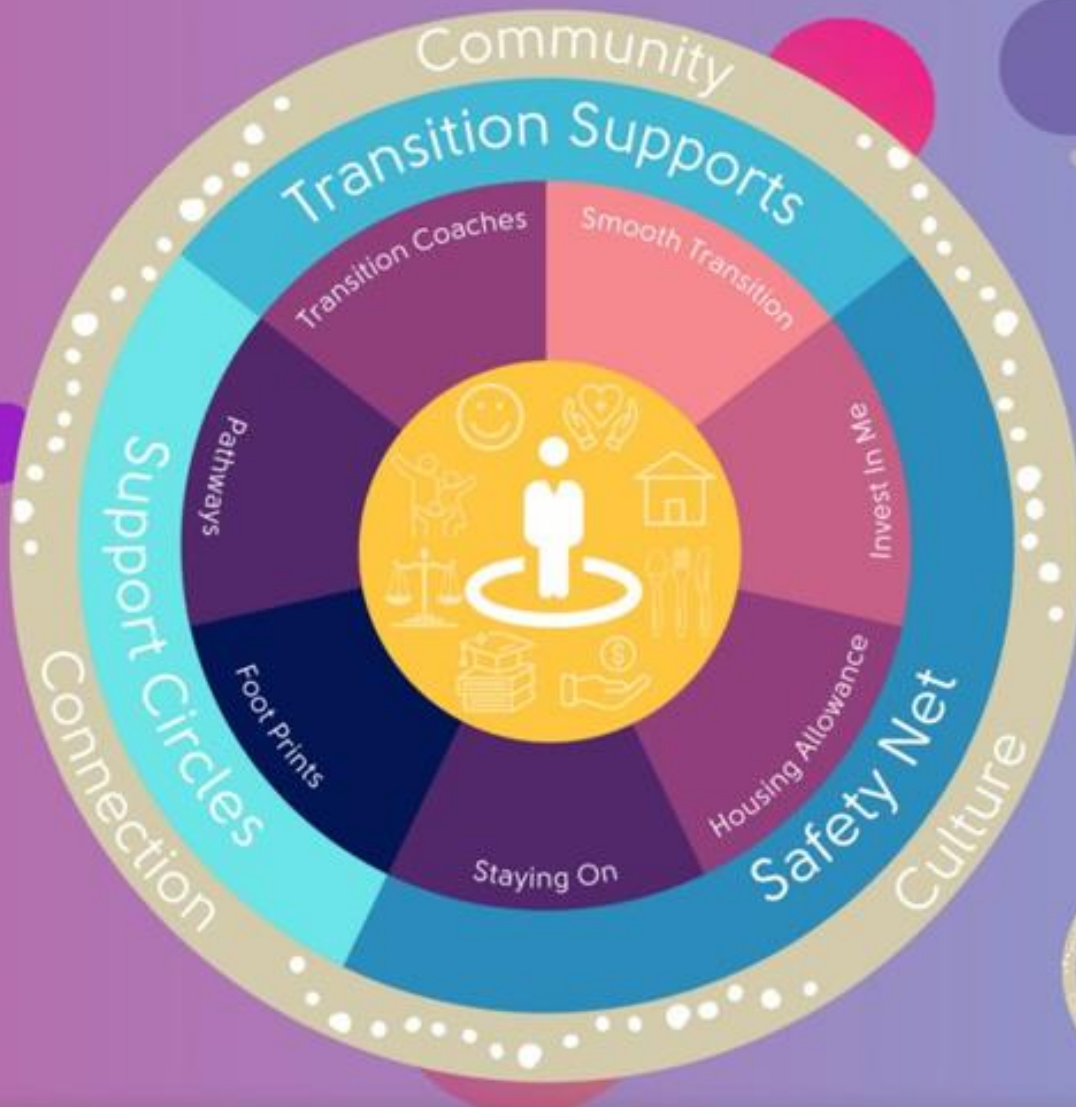 Community
Transition Supports
Transition Coaches
Smooth Transition
Pathways
Invest In Me
Support Circles
Foot Prints
Housing Allowance
Safety Net
Staying On
Connection
Culture
$